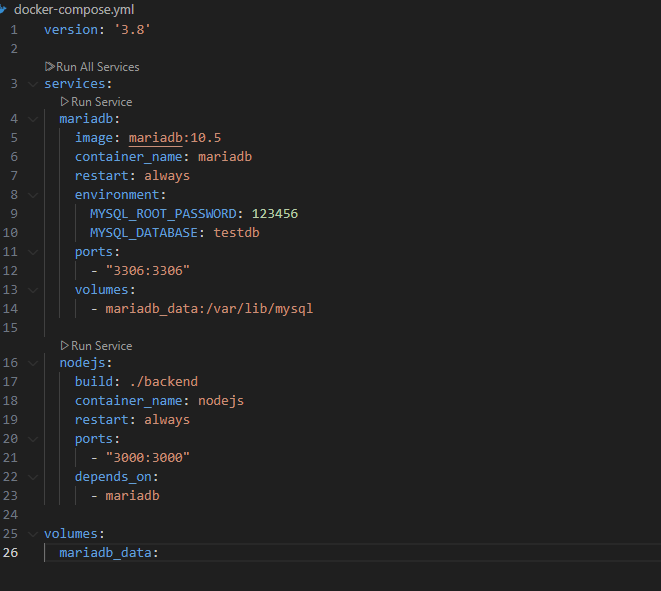 docker-compose.yml
1 version: '3.8'
2
Run All Services
3 services:
Run Service
4 mariadb:
5 image: mariadb:10.5
6 container_name: mariadb
7 restart: always
8 environment:
9 MYSQL_ROOT_PASSWORD: 123456
10 MYSQL_DATABASE: testdb
11 ports:
12 - "3306:3306"
13 volumes:
14 - mariadb_data:/var/lib/mysql
15
Run Service
16 nodejs:
17 build: ./backend
18 container_name: nodejs
19 restart: always
20 ports:
21 - "3000:3000"
22 depends_on:
23 - mariadb
24
25 volumes:
26 mariadb_data: